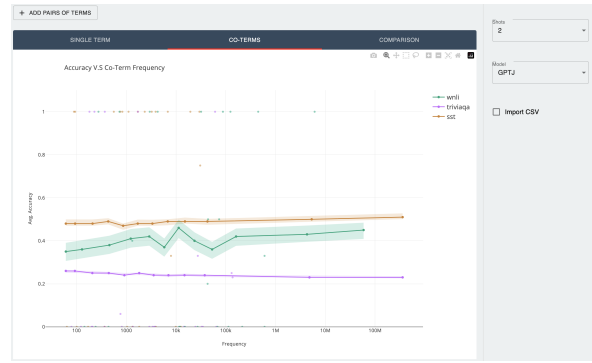 + ADD PAIRS OF TERMS
SINGLE TERM
CO-TERMS
COMPARISON
Accuracy V.S Co-Term Frequency
wnli
triviaqa
sst
1
0.8
0.6
0.4
0.2
0
Avg. Accuracy
100
1000
10k
100k
1M
10M
100M
Frequency
Shots
2
Model
GPTJ
Import CSV